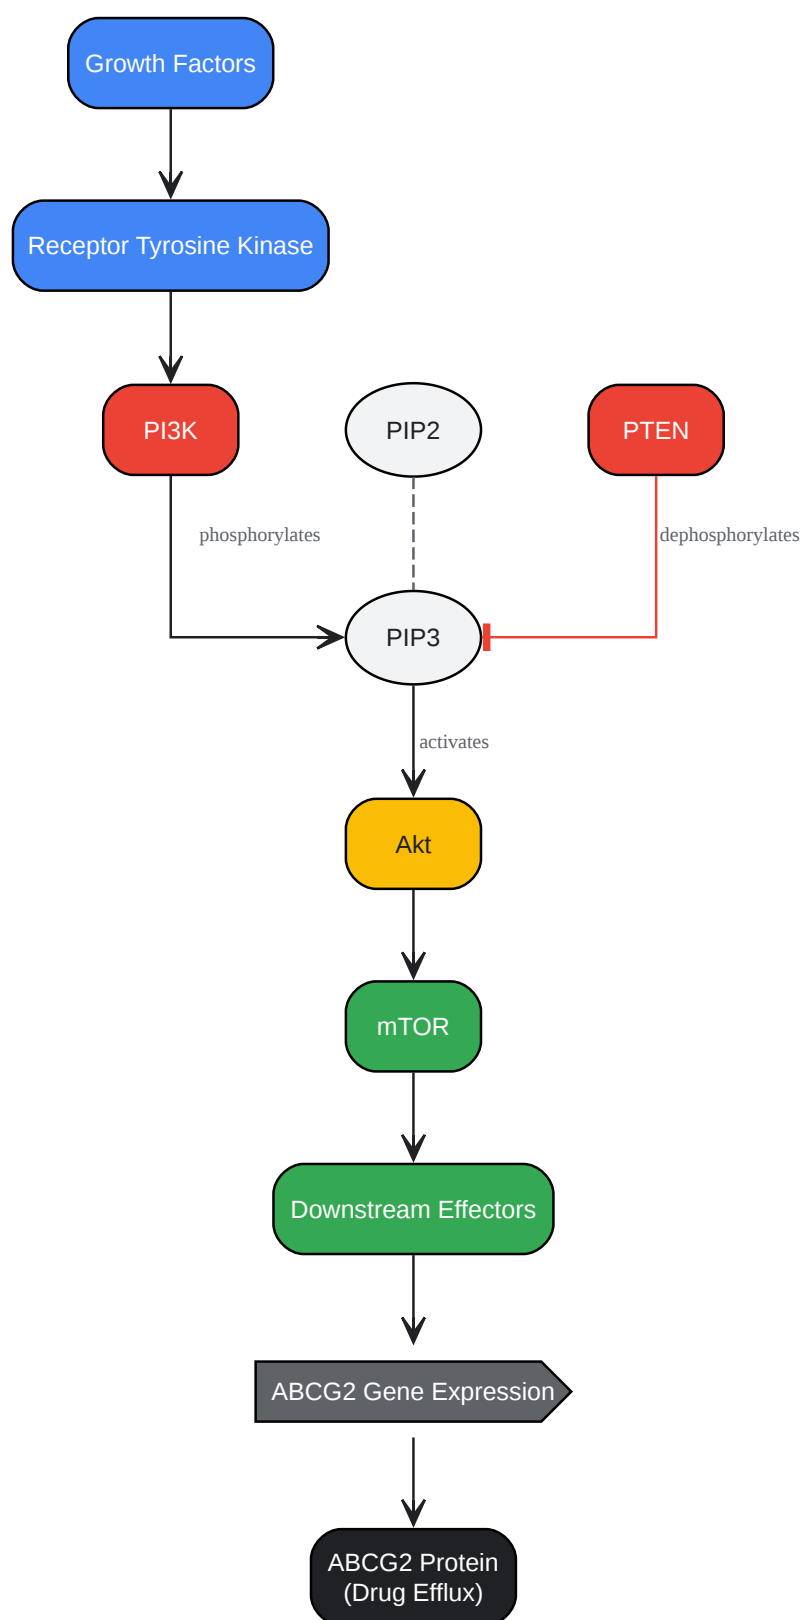 Growth Factors
Receptor Tyrosine Kinase
PI3K
PIP2
PTEN
phosphorylates
dephosphorylates
PIP3
activates
Akt
mTOR
Downstream Effectors
ABCG2 Gene Expression
ABCG2 Protein
(Drug Efflux)